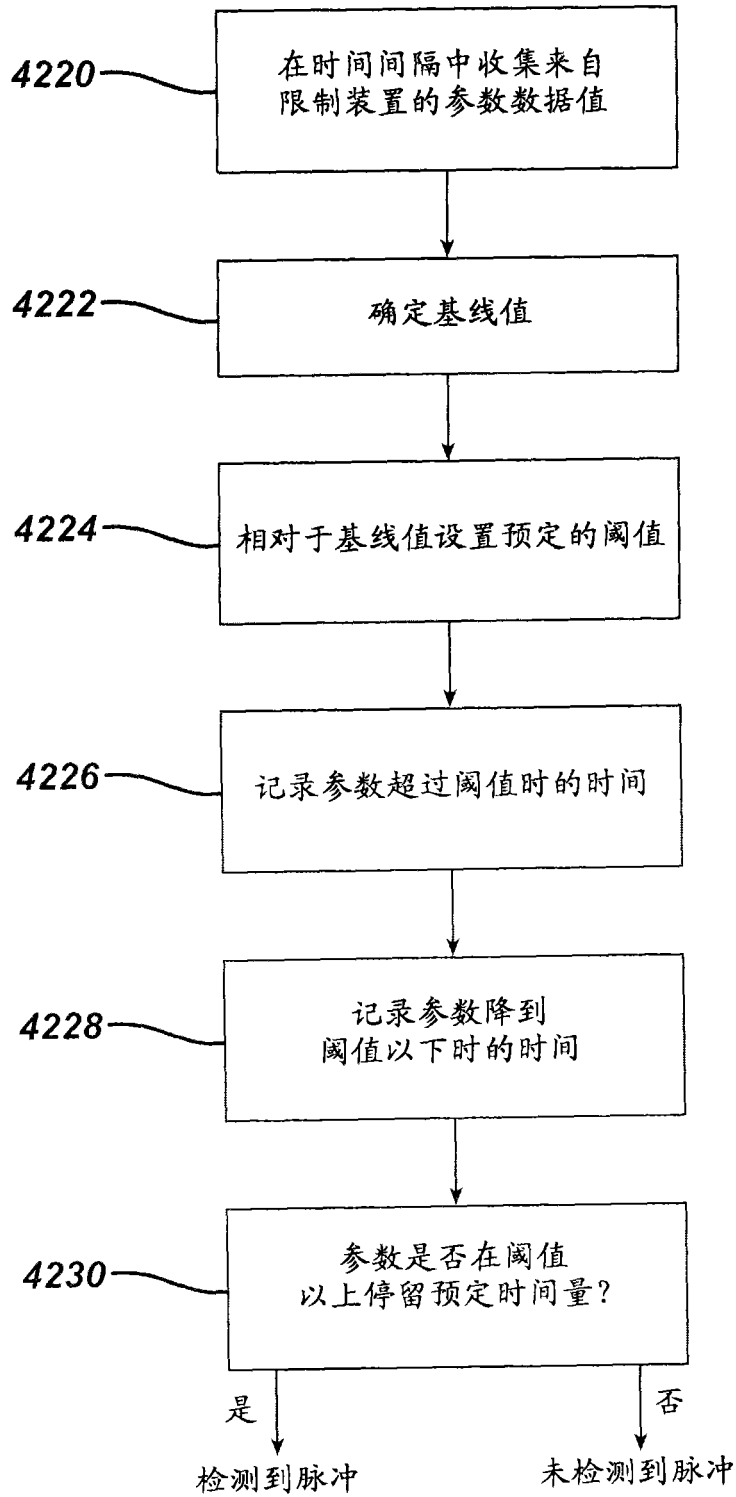 4220
在时间间隔中收集来自
限制装置的参数数据值
4222
确定基线值
4224
相对于基线值设置预定的阈值
4226
记录参数超过阈值时的时间
4228
记录参数降到
阈值以下时的时间
4230
参数是否在阈值
以上停留预定时间量?
是
否
检测到脉冲
未检测到脉冲